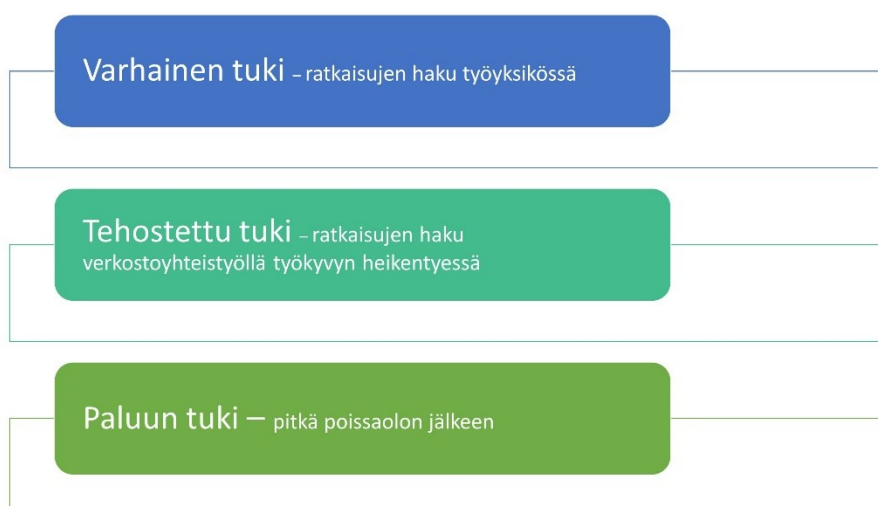 Varhainen tuki – ratkaisujen haku työyksikössä
Tehostettu tuki – ratkaisujen haku
verkostoyhteistyöllä työkyvyn heikentyessä
Paluun tuki – pitkä poissaolon jälkeen